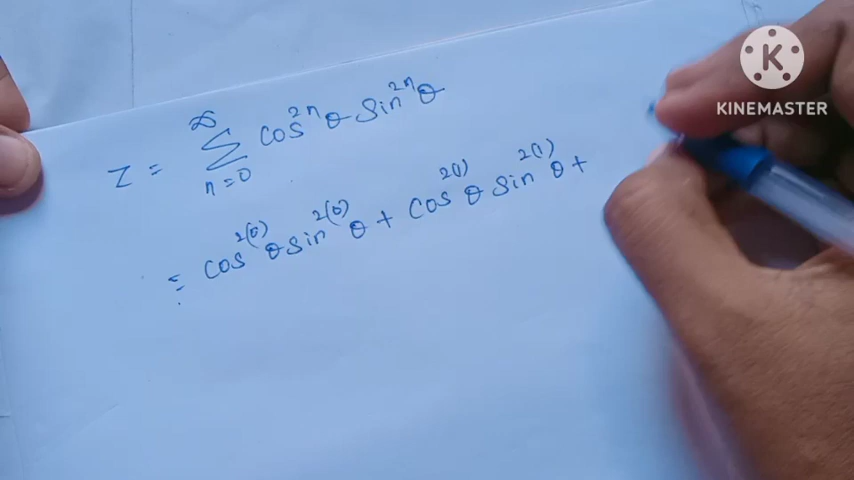 Z = ∞ Σ n=0 cos^2n θ sin^2n θ
= cos^2(0) θ sin^2(0) θ + cos^2(1) θ sin^2(1) θ +
KINEMASTER